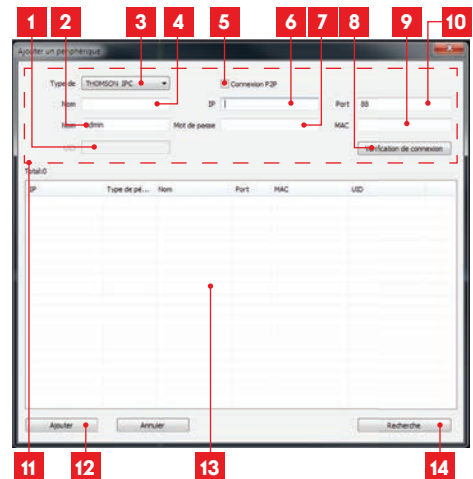 1 2 3 4 5 6 7 8 9 10
Ajouter un périphérique
Type de THOMSON IPC Connexion P2P
Nom IP Port 88
Nom admin Mot de passe MAC
UID Vérification de connexion
Total:0
IP Type de pé... Nom Port MAC UID
Ajouter Annuler Recherche
11 12 13 14